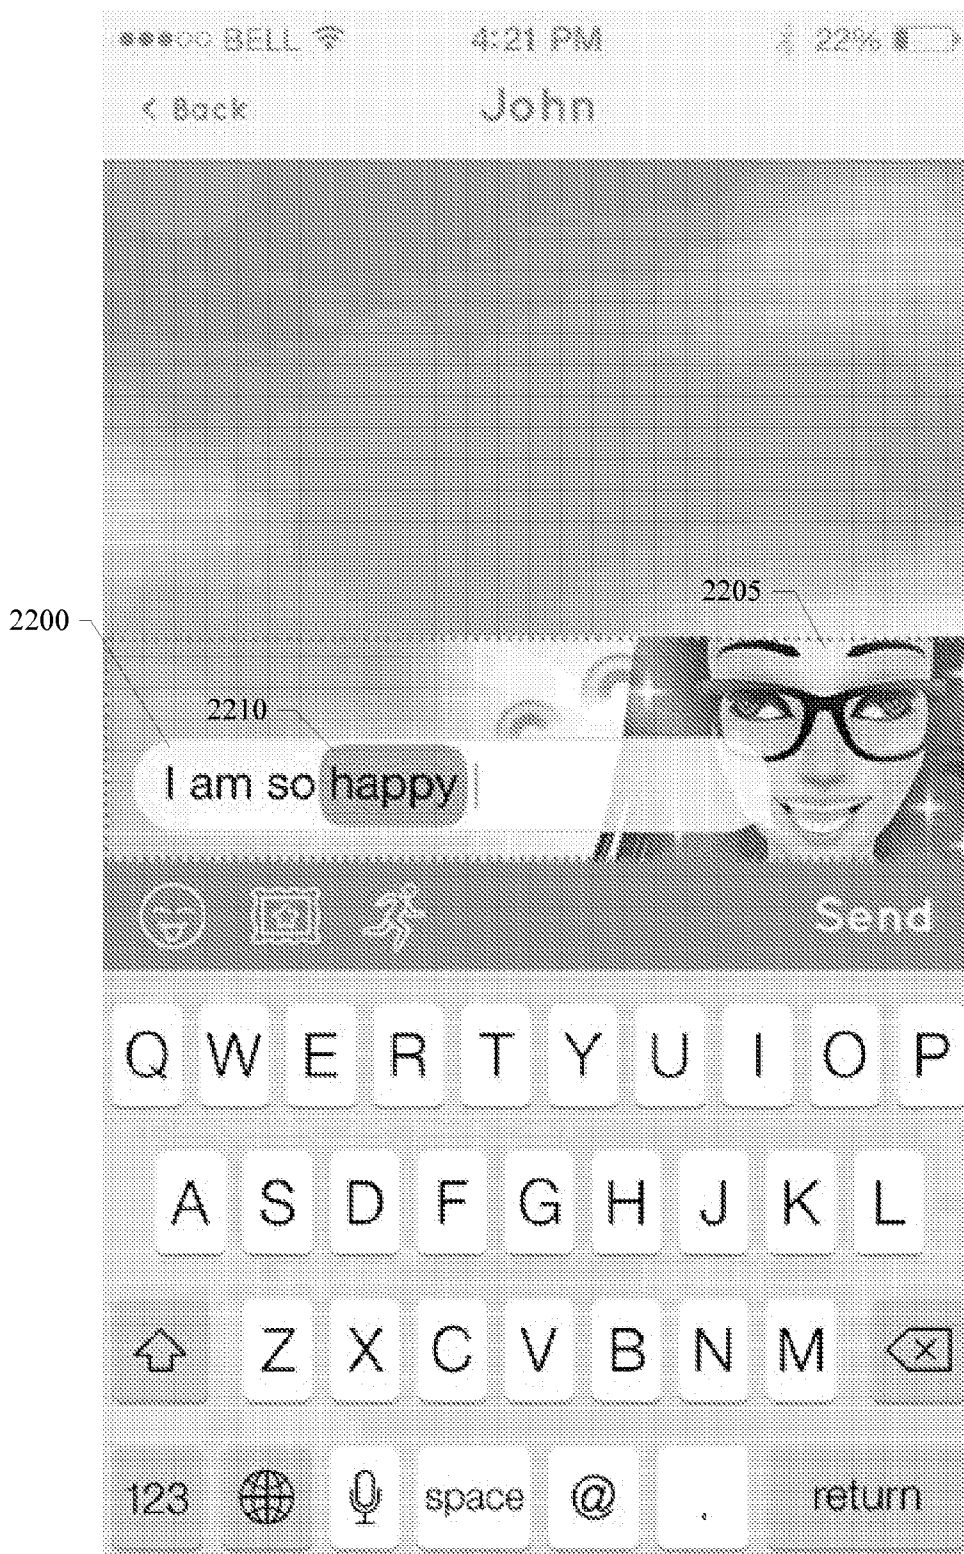 BELL 4:21 PM 22%
< Back John
2205
2200
2210
I am so happy
Send
Q W E R T Y U I O P
A S D F G H J K L
Z X C V B N M
123 space @ . return